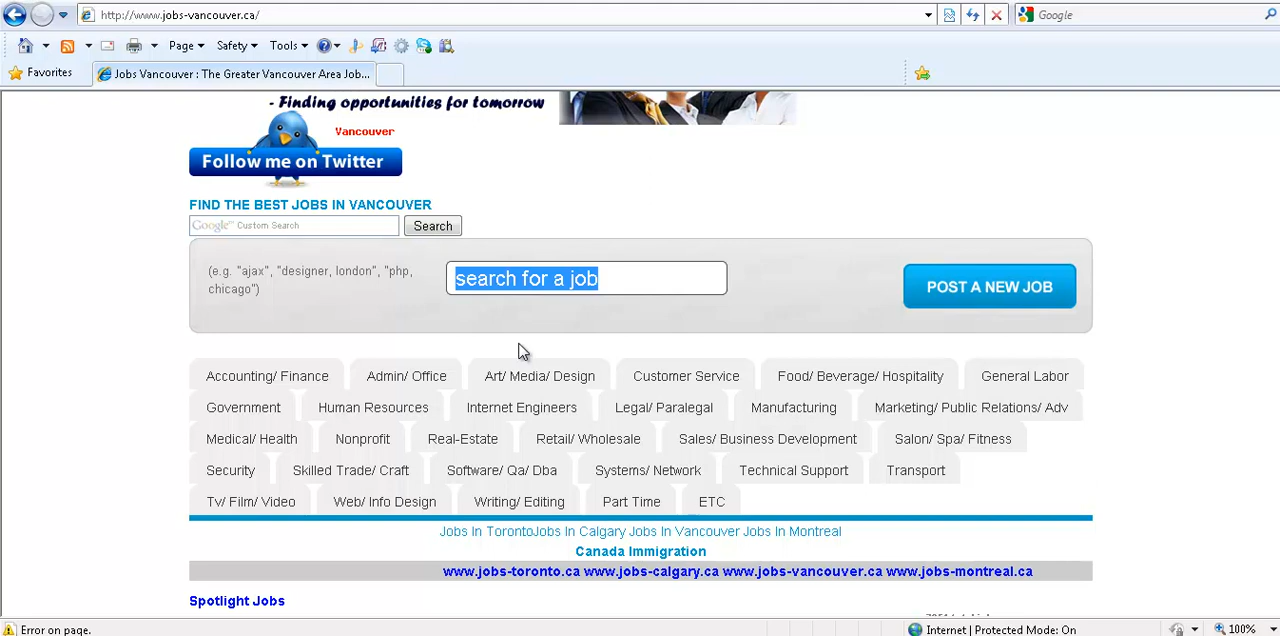 http://www.jobs-vancouver.ca/
Google
Page Safety Tools
Favorites
Jobs Vancouver : The Greater Vancouver Area Job...
- Finding opportunities for tomorrow
Vancouver
Follow me on Twitter
FIND THE BEST JOBS IN VANCOUVER
Google™ Custom Search
Search
(e.g. "ajax", "designer, london", "php,
chicago")
search for a job
POST A NEW JOB
Accounting/ Finance Admin/ Office Art/ Media/ Design Customer Service Food/ Beverage/ Hospitality General Labor
Government Human Resources Internet Engineers Legal/ Paralegal Manufacturing Marketing/ Public Relations/ Adv
Medical/ Health Nonprofit Real-Estate Retail/ Wholesale Sales/ Business Development Salon/ Spa/ Fitness
Security Skilled Trade/ Craft Software/ Qa/ Dba Systems/ Network Technical Support Transport
Tv/ Film/ Video Web/ Info Design Writing/ Editing Part Time ETC
Jobs In TorontoJobs In Calgary Jobs In Vancouver Jobs In Montreal
Canada Immigration
www.jobs-toronto.ca www.jobs-calgary.ca www.jobs-vancouver.ca www.jobs-montreal.ca
Spotlight Jobs
Error on page.
Internet | Protected Mode: On
100%